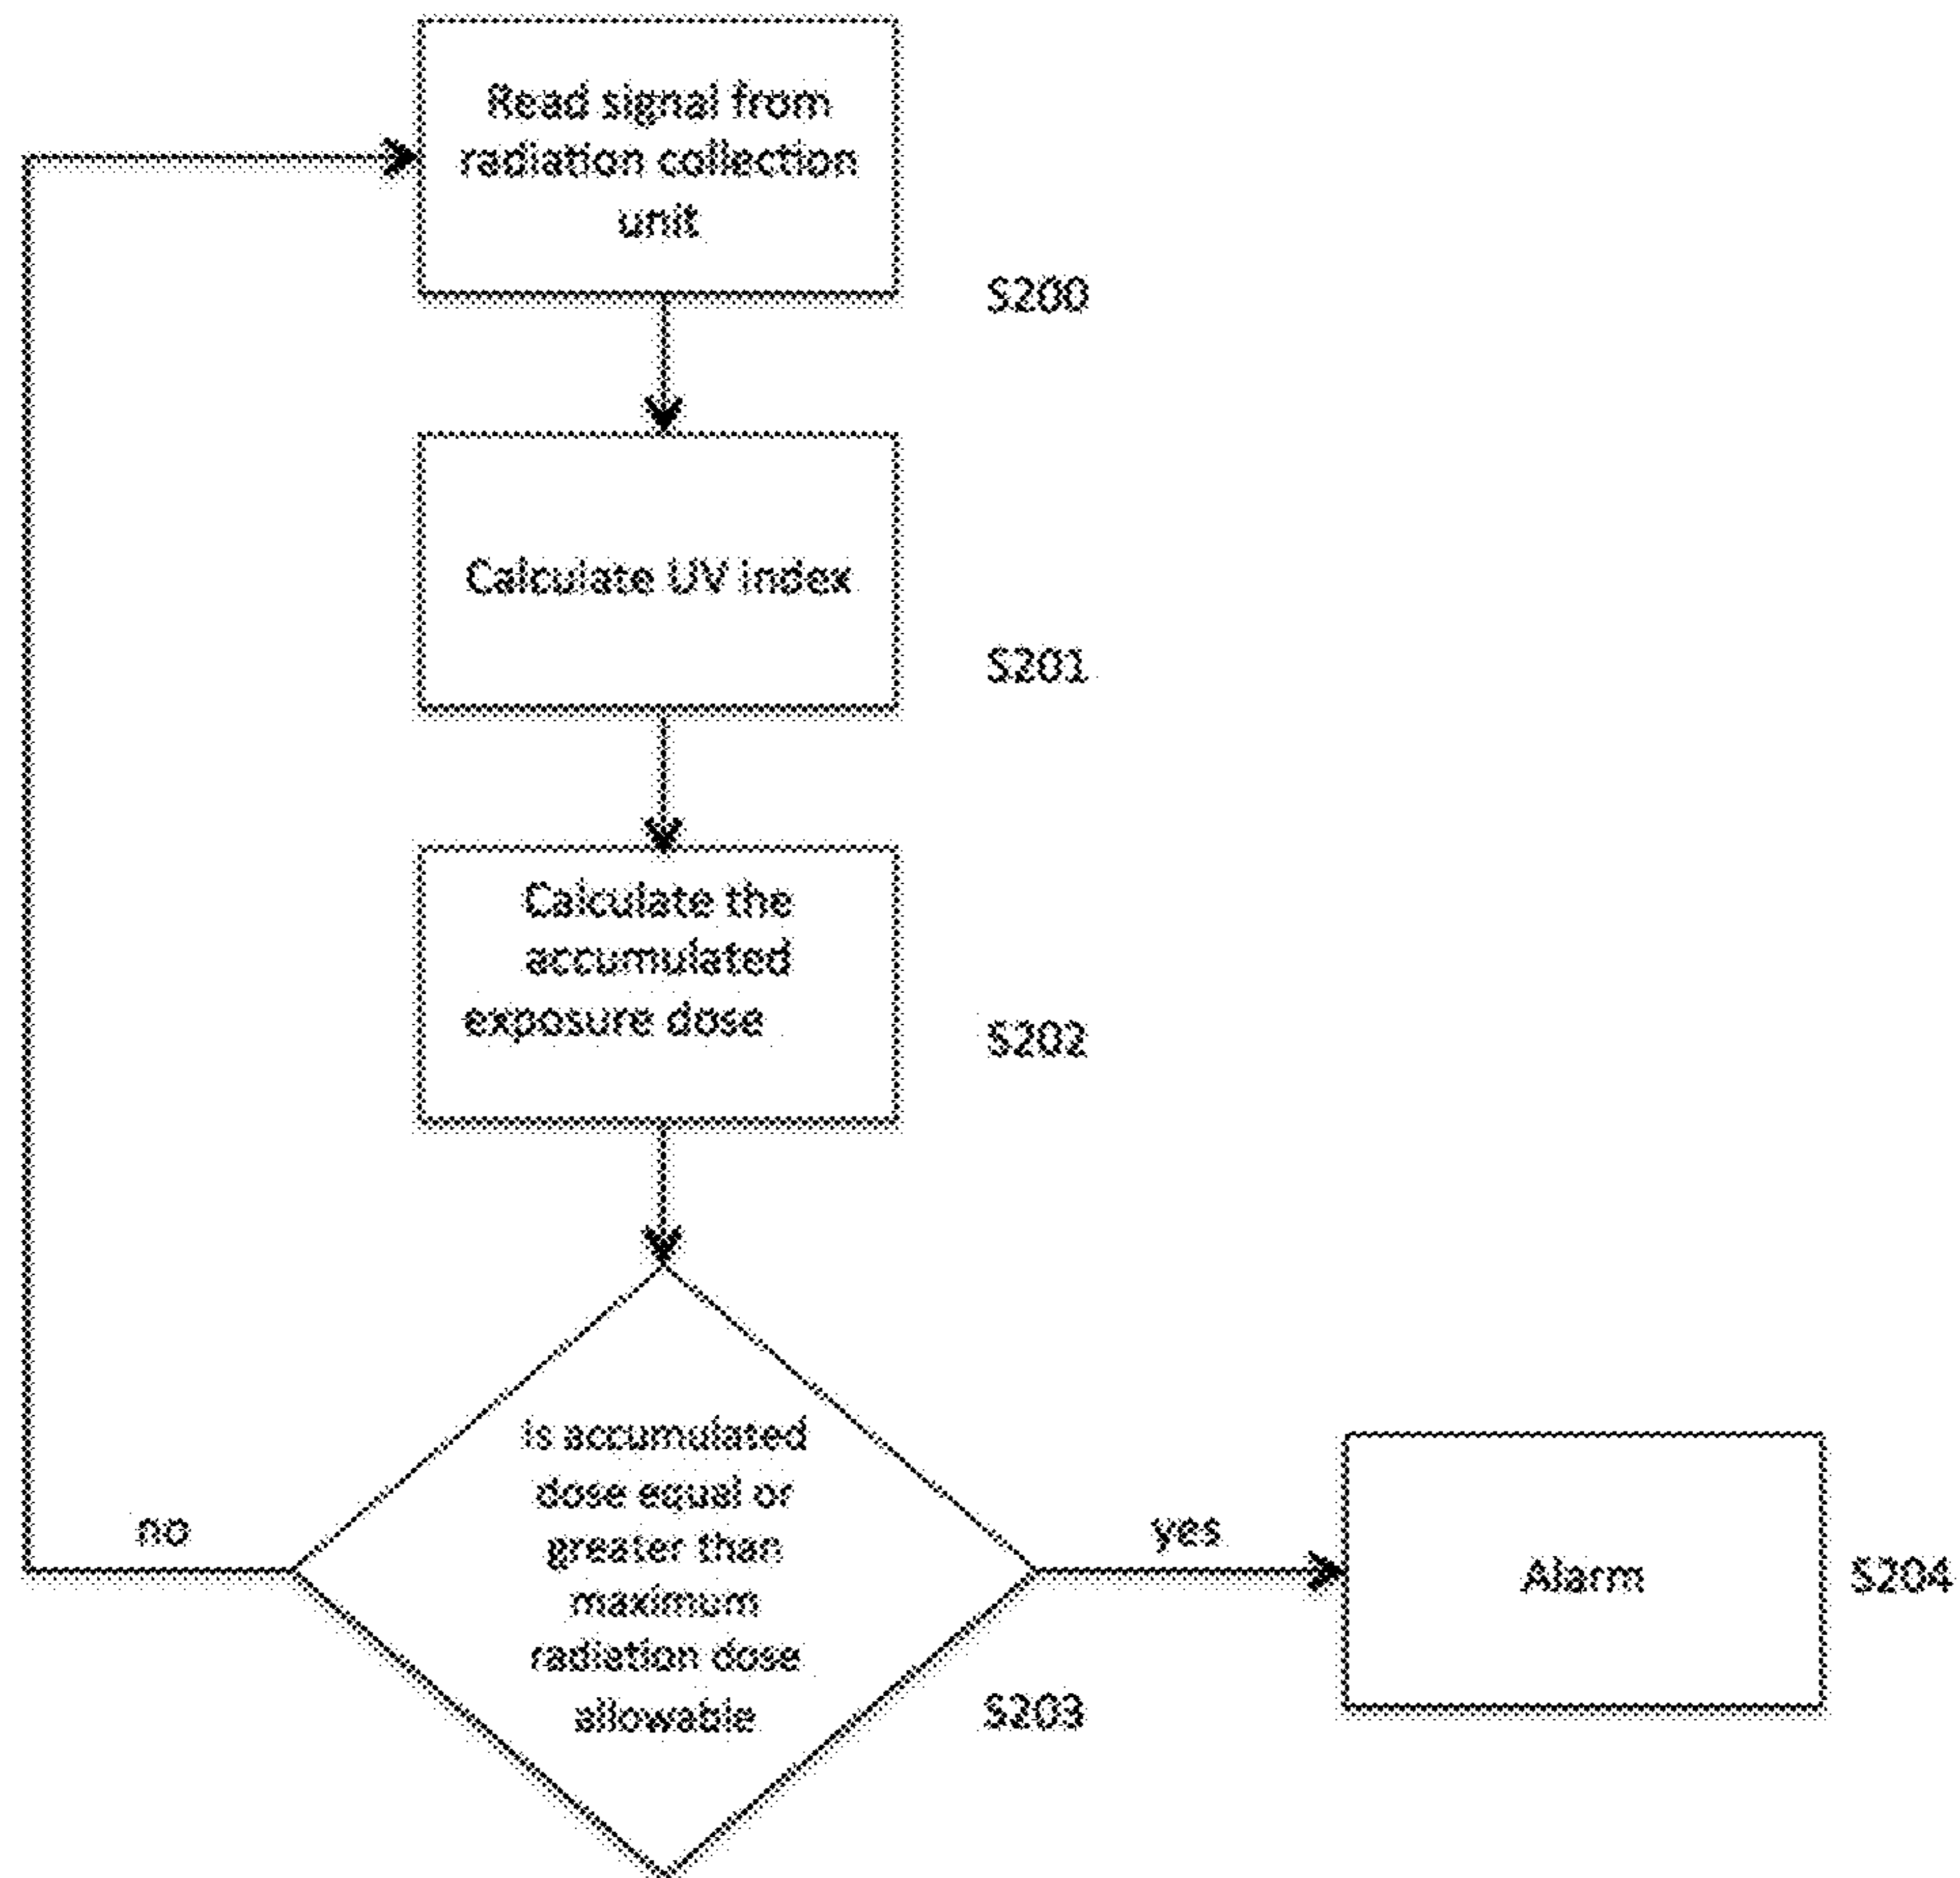 Read signal from
radiation collection
unit
S200
Calculate UV index
S201
Calculate the
accumulated
exposure dose
S202
is accumulated
dose equal or
greater than
maximum
radiation dose
allowable
S203
no
yes
Alarm
S204